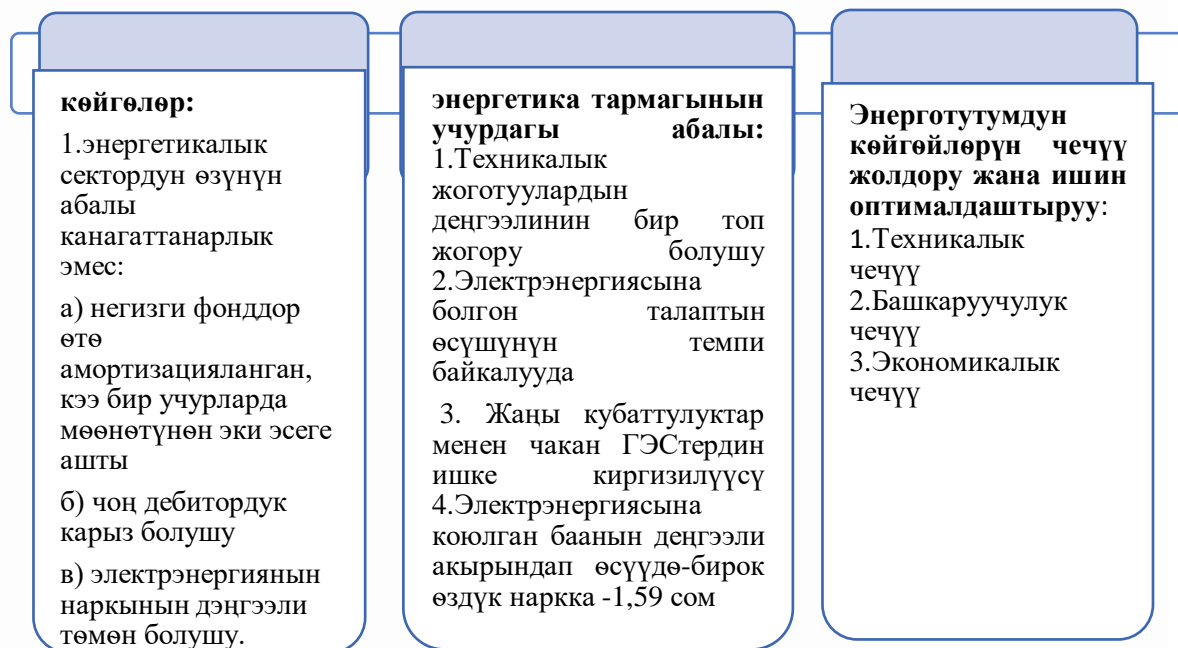 көйгөлөр:
1.энергетикалык
сектордун өзүнүн
абалы
канагаттанарлык
эмес:
а) негизги фонддор
өтө
амортизацияланган,
кээ бир учурларда
мөөнөтүнөн эки эсеге
ашты
б) чоң дебитордук
карыз болушу
в) электрэнергиянын
наркынын дэңгээли
төмөн болушу.
энергетика тармагынын
учурдагы абалы:
1.Техникалык
жоготуулардын
деңгээлинин бир топ
жогору болушу
2.Электрэнергиясына
болгон талаптын
өсүшүнүн темпи
байкалууда
3. Жаңы кубаттулуктар
менен чакан ГЭСтердин
ишке киргизилүүсү
4.Электрэнергиясына
коюлган баанын деңгээли
акырындап өсүүдө-бирок
өздүк наркка -1,59 сом
Энерготутумдун
көйгөйлөрүн чечүү
жолдору жана ишин
оптималдаштыруу:
1.Техникалык
чечүү
2.Башкаруучулук
чечүү
3.Экономикалык
чечүү